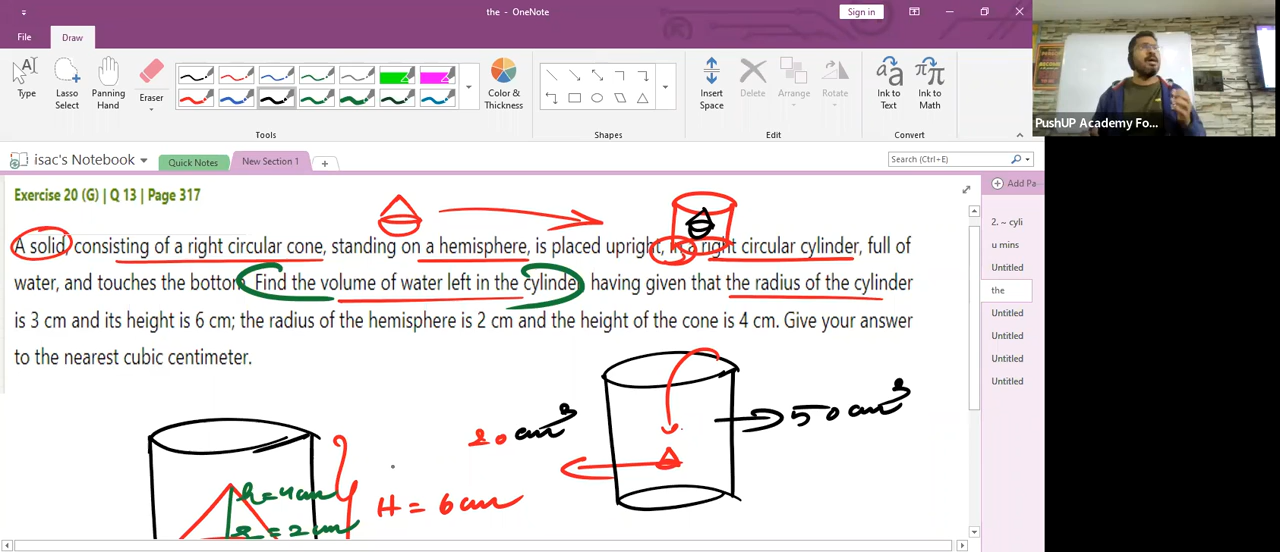 the - OneNote
Sign in
File
Draw
Type
Lasso Select
Panning Hand
Eraser
Color & Thickness
Insert Space
Delete
Arrange
Rotate
Ink to Text
Ink to Math
Tools
Shapes
Edit
Convert
PushUP Academy Fo...
isac's Notebook
Quick Notes
New Section 1
Search (Ctrl+E)
Exercise 20 (G) | Q 13 | Page 317
A solid, consisting of a right circular cone, standing on a hemisphere, is placed upright, in a right circular cylinder, full of
water, and touches the bottom. Find the volume of water left in the cylinder, having given that the radius of the cylinder
is 3 cm and its height is 6 cm; the radius of the hemisphere is 2 cm and the height of the cone is 4 cm. Give your answer
to the nearest cubic centimeter.
20 cm³
50 cm³
h = 4cm
H = 6cm
r = 2cm
Add Pa
2. ~ cyli
u mins
Untitled
the
Untitled
Untitled
Untitled
Untitled